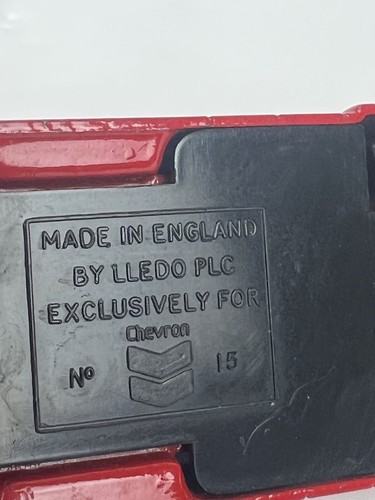 MADE IN ENGLAND
BY LLEDO PLC
EXCLUSIVELY FOR
Chevron
Nº 15